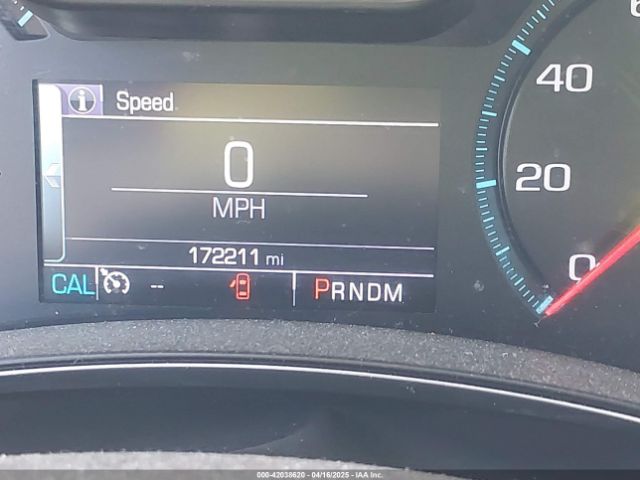 Speed
0
MPH
172211 mi
CAL -- PRNDM
40
20
0
000-42038620 - 04/16/2025 - IAA Inc.